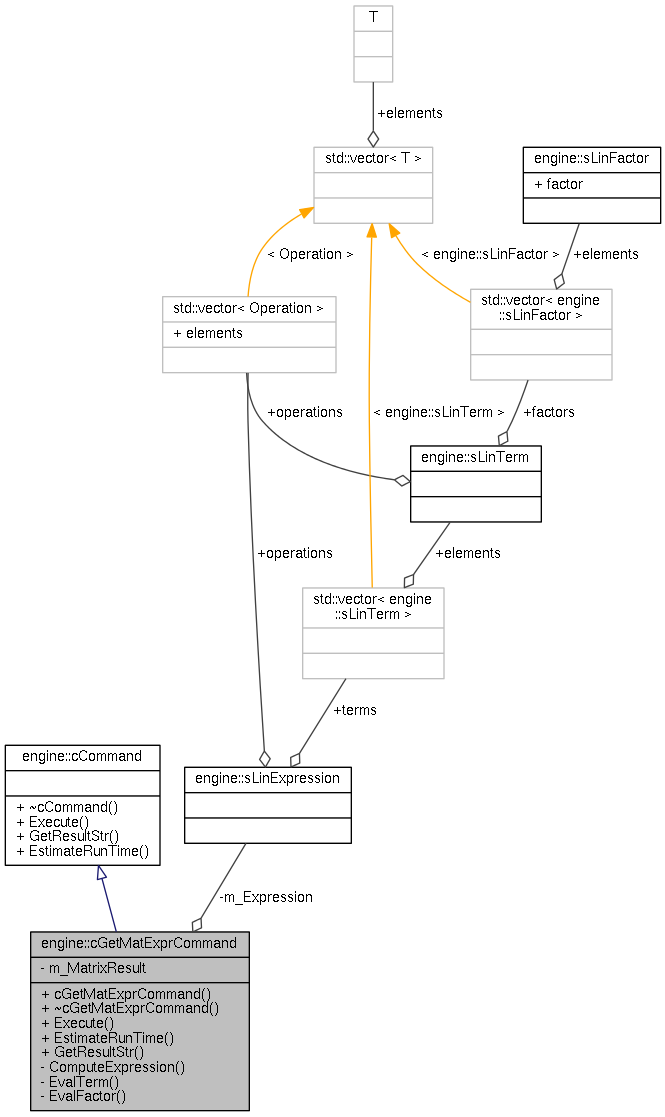 T
+elements
std::vector< T >
engine::sLinFactor
+ factor
< Operation >
< engine::sLinFactor >
+elements
std::vector< Operation >
+ elements
std::vector< engine
::sLinFactor >
+operations
< engine::sLinTerm >
+factors
engine::sLinTerm
+operations
+elements
std::vector< engine
::sLinTerm >
+terms
engine::cCommand
+ ~cCommand()
+ Execute()
+ GetResultStr()
+ EstimateRunTime()
engine::sLinExpression
-m_Expression
engine::cGetMatExprCommand
- m_MatrixResult
+ cGetMatExprCommand()
+ ~cGetMatExprCommand()
+ Execute()
+ EstimateRunTime()
+ GetResultStr()
- ComputeExpression()
- EvalTerm()
- EvalFactor()